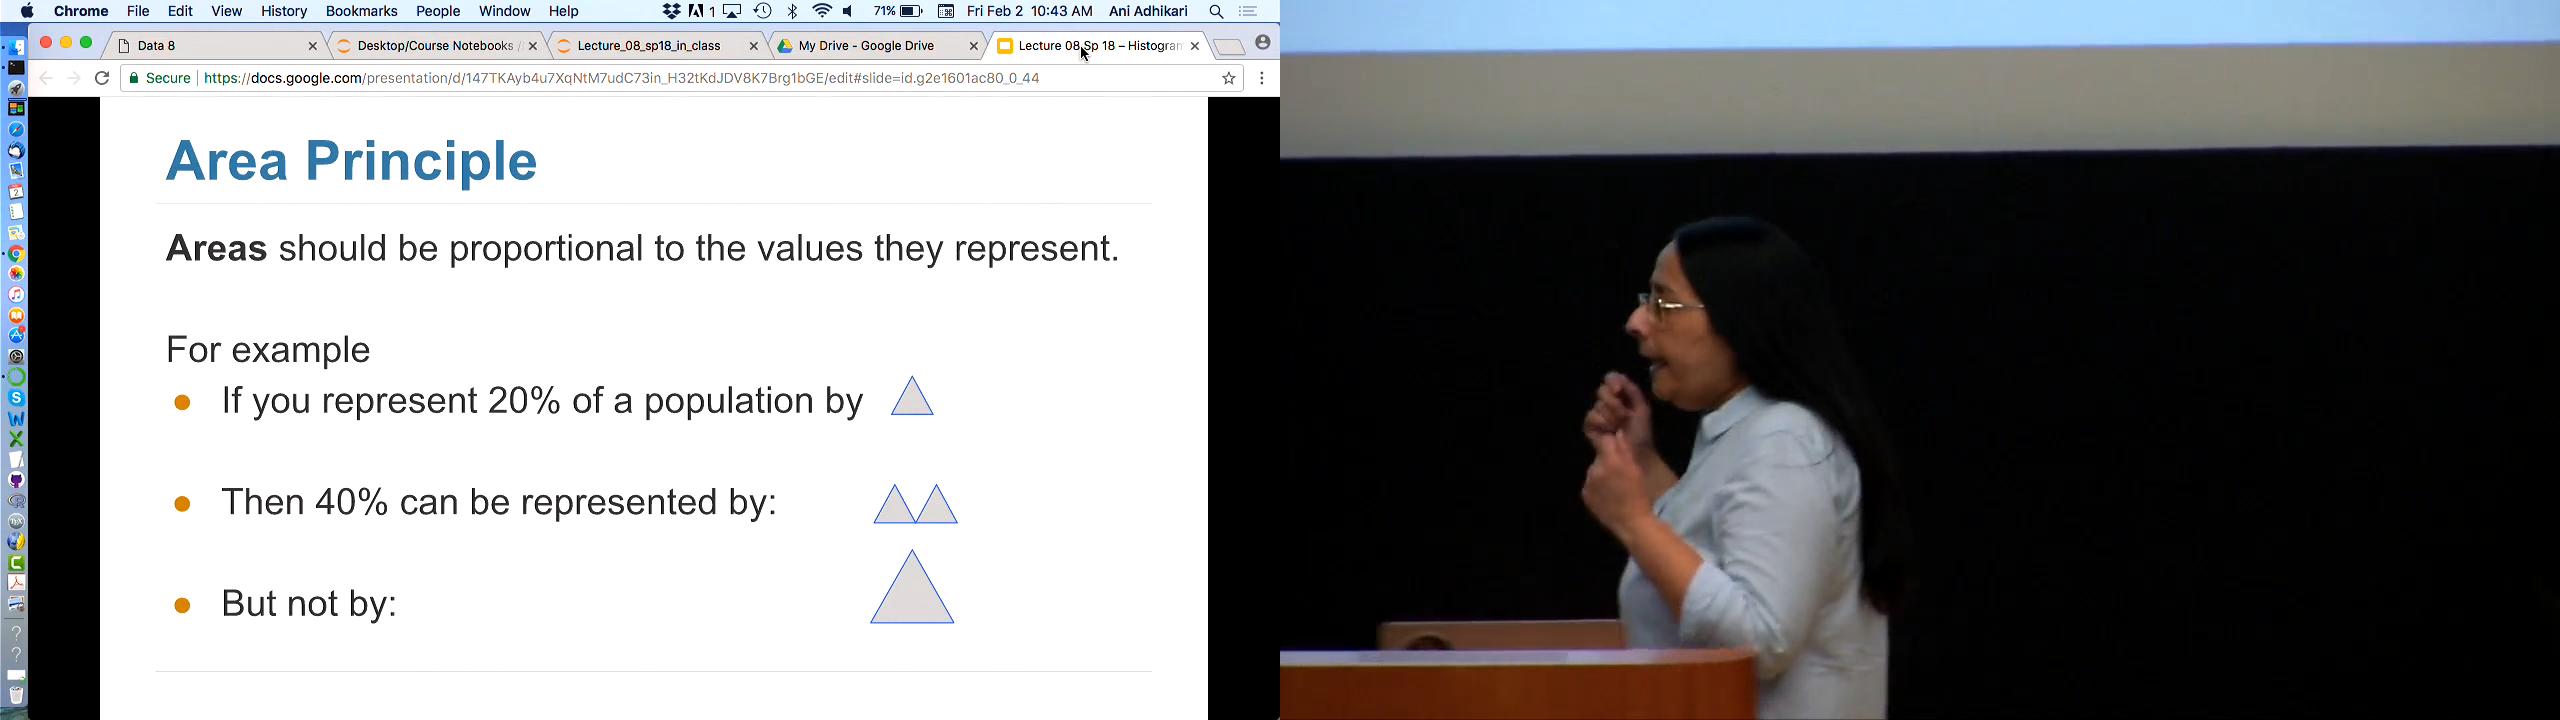 Chrome File Edit View History Bookmarks People Window Help 1 71% Fri Feb 2 10:43 AM Ani Adhikari
Data 8
Desktop/Course Notebooks /
Lecture_08_sp18_in_class
My Drive - Google Drive
Lecture 08 Sp 18 – Histogram
Secure https://docs.google.com/presentation/d/147TKAyb4u7XqNtM7udC73in_H32tKdJDV8K7Brg1bGE/edit#slide=id.g2e1601ac80_0_44
Area Principle
Areas should be proportional to the values they represent.
For example
● If you represent 20% of a population by
● Then 40% can be represented by:
● But not by: